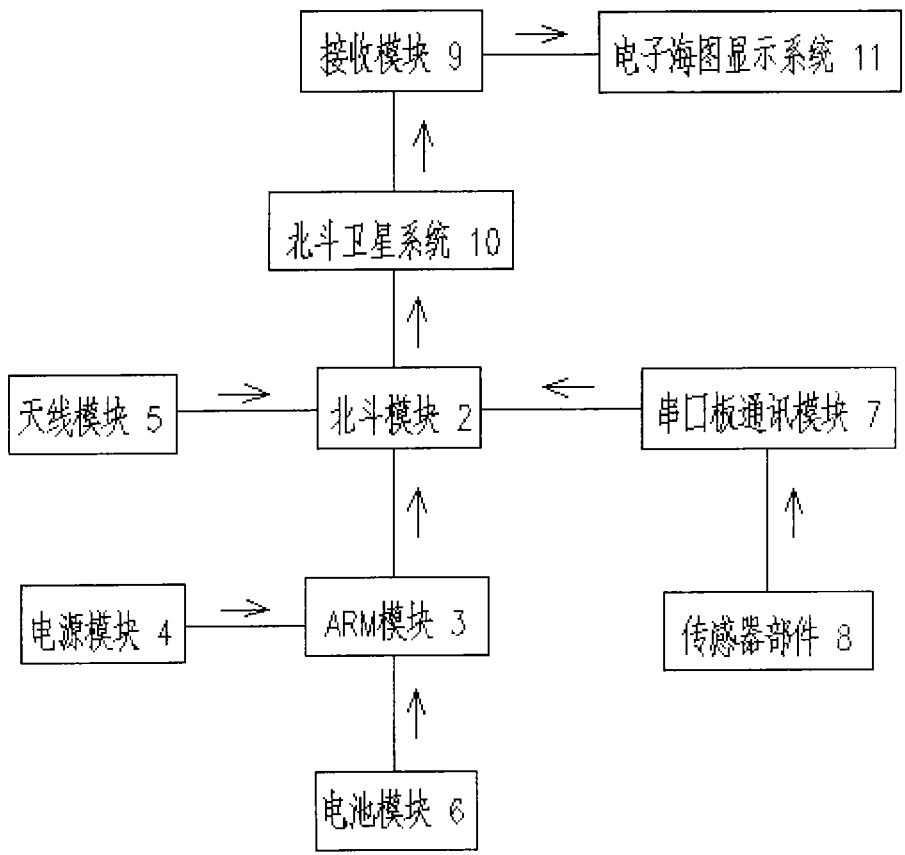 接收模块 9
电子海图显示系统 11
北斗卫星系统 10
天线模块 5
北斗模块 2
串口板通讯模块 7
电源模块 4
ARM模块 3
传感器部件 8
电池模块 6